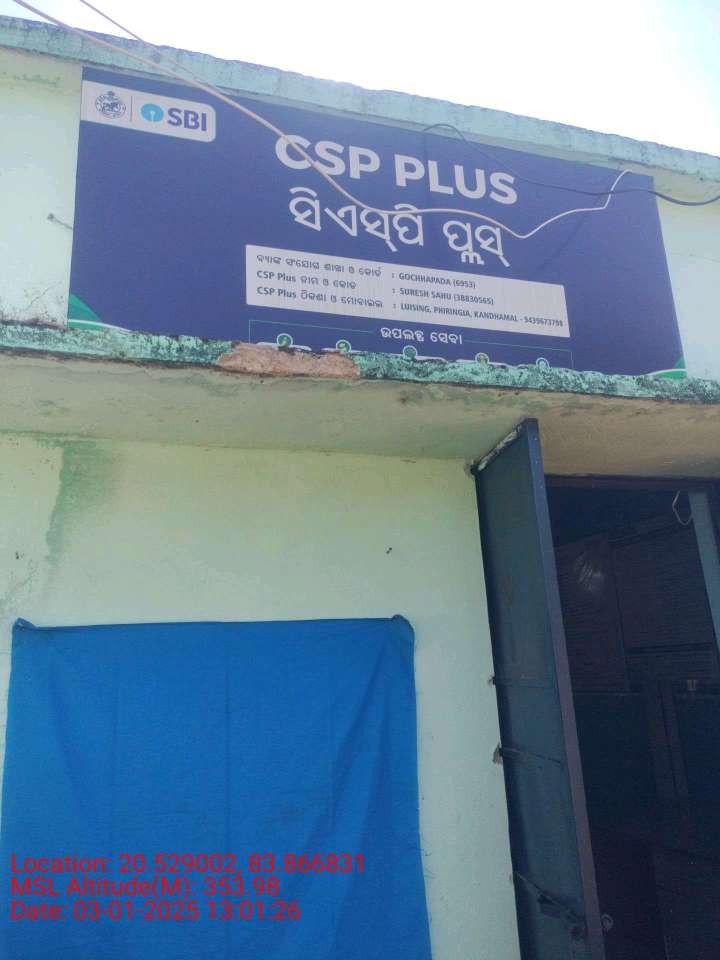 SBI
CSP PLUS
ସିଏସ୍‌ପି ପ୍ଲସ୍
ବ୍ୟାଙ୍କ ସଂଯୋଗ ଶାଖା ଓ କୋର୍ଡ : GOCHHAPADA (6953)
CSP Plus ନାମ ଓ କୋଡ : SURESH SAHU (38830565)
CSP Plus ଠିକଣା ଓ ମୋବାଇଲ : LUISING, PHIRINGIA, KANDHAMAL - 9439673798
ଉପଲବ୍ଧ ସେବା
Location: 20.529002, 83.866831
MSL Altitude(M): 353.98
Date: 03-01-2025 13:01:26